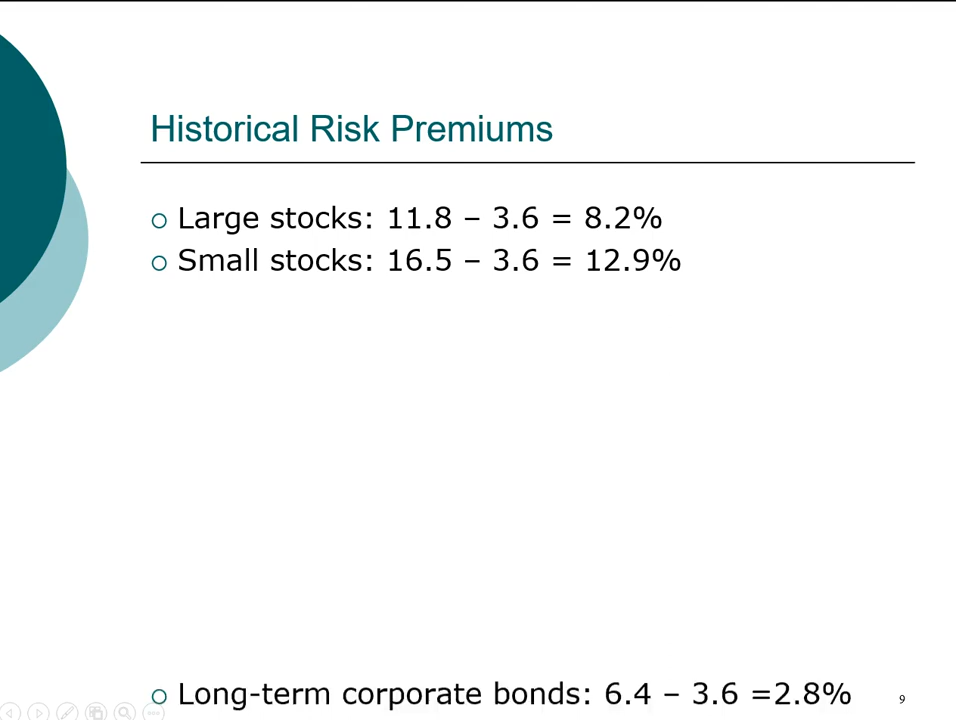 Historical Risk Premiums
Large stocks: 11.8 – 3.6 = 8.2%
Small stocks: 16.5 – 3.6 = 12.9%
Long-term corporate bonds: 6.4 – 3.6 =2.8%
9